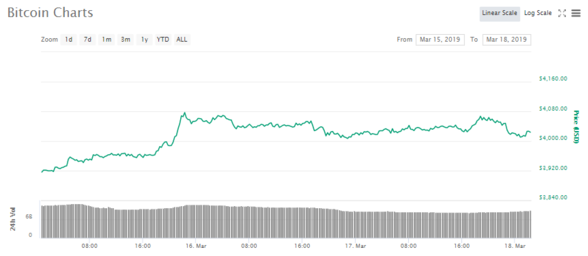 Bitcoin Charts
Linear Scale Log Scale
Zoom 1d 7d 1m 3m 1y YTD ALL
From Mar 15, 2019 To Mar 18, 2019
$4,160.00
$4,080.00
$4,000.00
$3,920.00
$3,840.00
Price (USD)
24h Vol
0
08:00 16:00 16. Mar 08:00 16:00 17. Mar 08:00 16:00 18. Mar